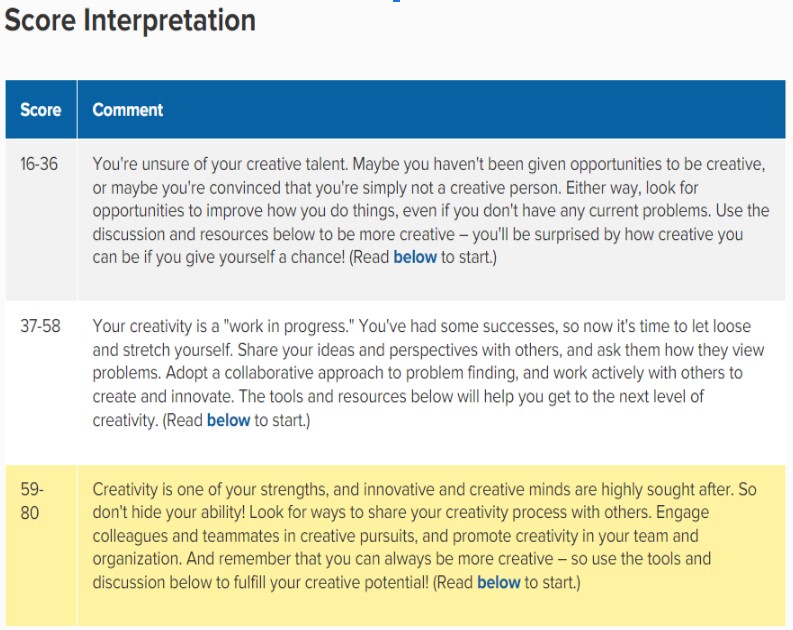 Score Interpretation
Score Comment
16-36 You're unsure of your creative talent. Maybe you haven't been given opportunities to be creative,
or maybe you're convinced that you're simply not a creative person. Either way, look for
opportunities to improve how you do things, even if you don't have any current problems. Use the
discussion and resources below to be more creative – you'll be surprised by how creative you
can be if you give yourself a chance! (Read below to start.)
37-58 Your creativity is a "work in progress." You've had some successes, so now it's time to let loose
and stretch yourself. Share your ideas and perspectives with others, and ask them how they view
problems. Adopt a collaborative approach to problem finding, and work actively with others to
create and innovate. The tools and resources below will help you get to the next level of
creativity. (Read below to start.)
59- Creativity is one of your strengths, and innovative and creative minds are highly sought after. So
80 don't hide your ability! Look for ways to share your creativity process with others. Engage
colleagues and teammates in creative pursuits, and promote creativity in your team and
organization. And remember that you can always be more creative – so use the tools and
discussion below to fulfill your creative potential! (Read below to start.)